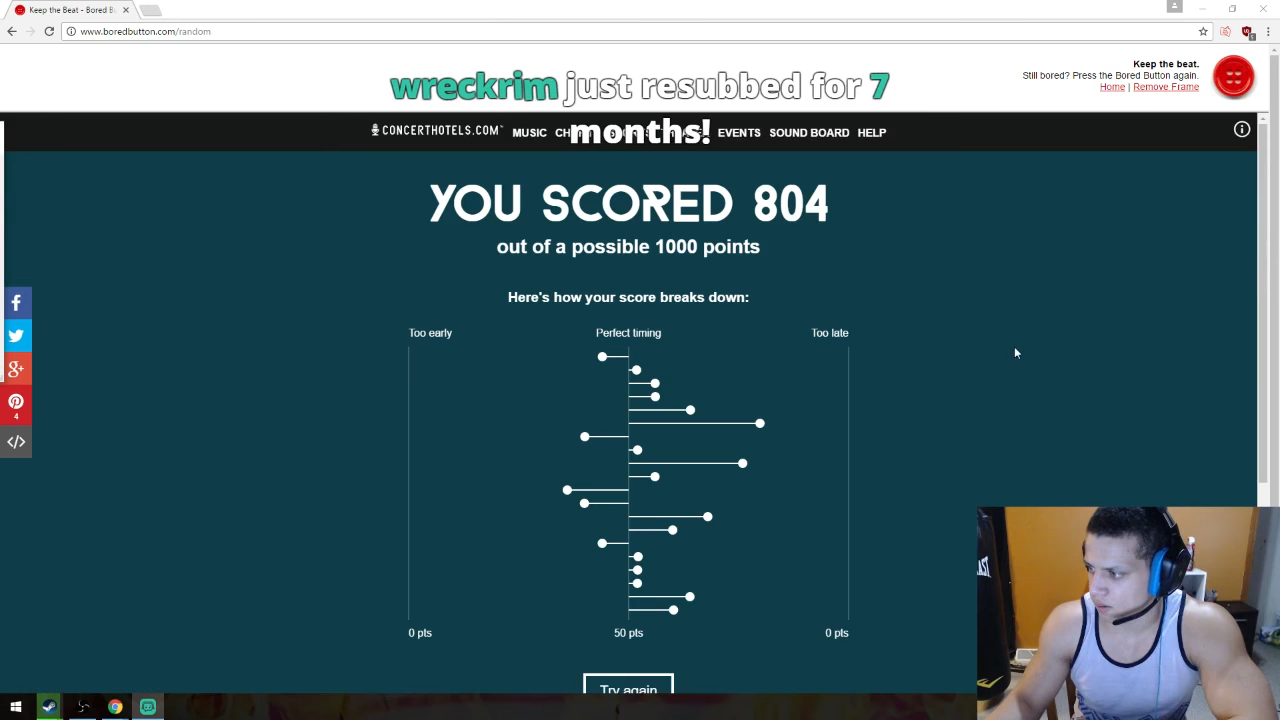 Keep the Beat - Bored Bu
www.boredbutton.com/random
Keep the beat.
Still bored? Press the Bored Button again.
Home | Remove Frame
wreckrim just resubbed for 7
months!
CONCERTHOTELS.COM MUSIC EVENTS SOUND BOARD HELP
YOU SCORED 804
out of a possible 1000 points
Here's how your score breaks down:
Too early Perfect timing Too late
4
0 pts 50 pts 0 pts
Try again